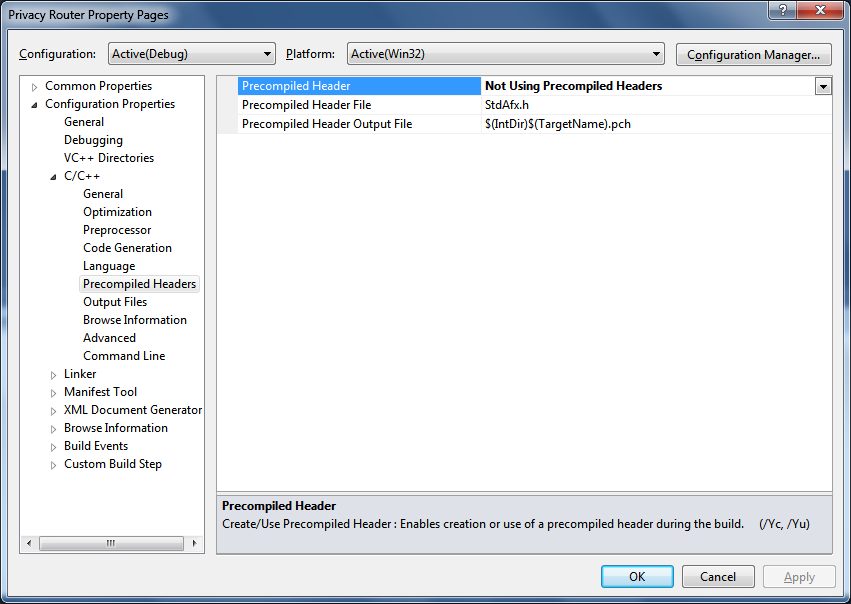 Privacy Router Property Pages
Configuration: Active(Debug) Platform: Active(Win32) Configuration Manager...
Common Properties
Configuration Properties
General
Debugging
VC++ Directories
C/C++
General
Optimization
Preprocessor
Code Generation
Language
Precompiled Headers
Output Files
Browse Information
Advanced
Command Line
Linker
Manifest Tool
XML Document Generator
Browse Information
Build Events
Custom Build Step
Precompiled Header Not Using Precompiled Headers
Precompiled Header File StdAfx.h
Precompiled Header Output File $(IntDir)$(TargetName).pch
Precompiled Header
Create/Use Precompiled Header : Enables creation or use of a precompiled header during the build. (/Yc, /Yu)
OK Cancel Apply